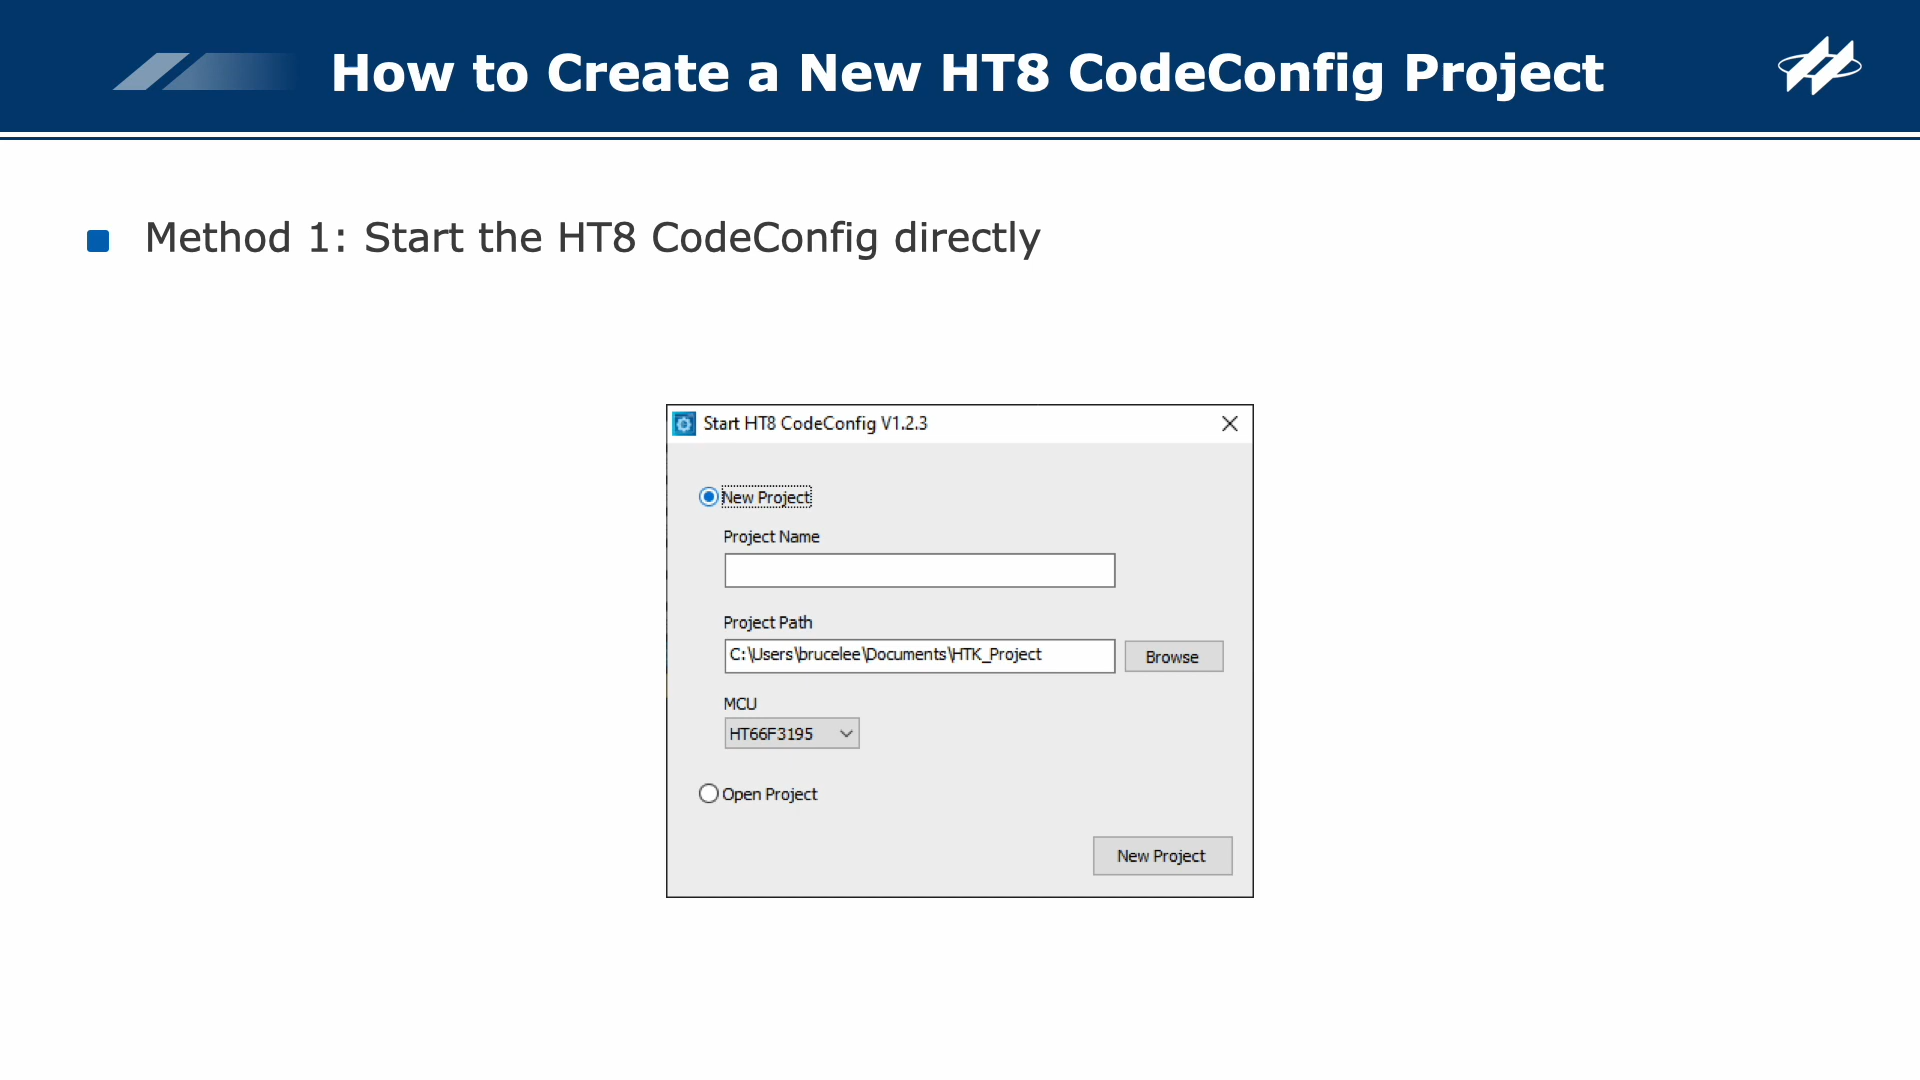 How to Create a New HT8 CodeConfig Project
Method 1: Start the HT8 CodeConfig directly
Start HT8 CodeConfig V1.2.3
New Project
Project Name
Project Path
C:\Users\brucelee\Documents\HTK_Project
Browse
MCU
HT66F3195
Open Project
New Project